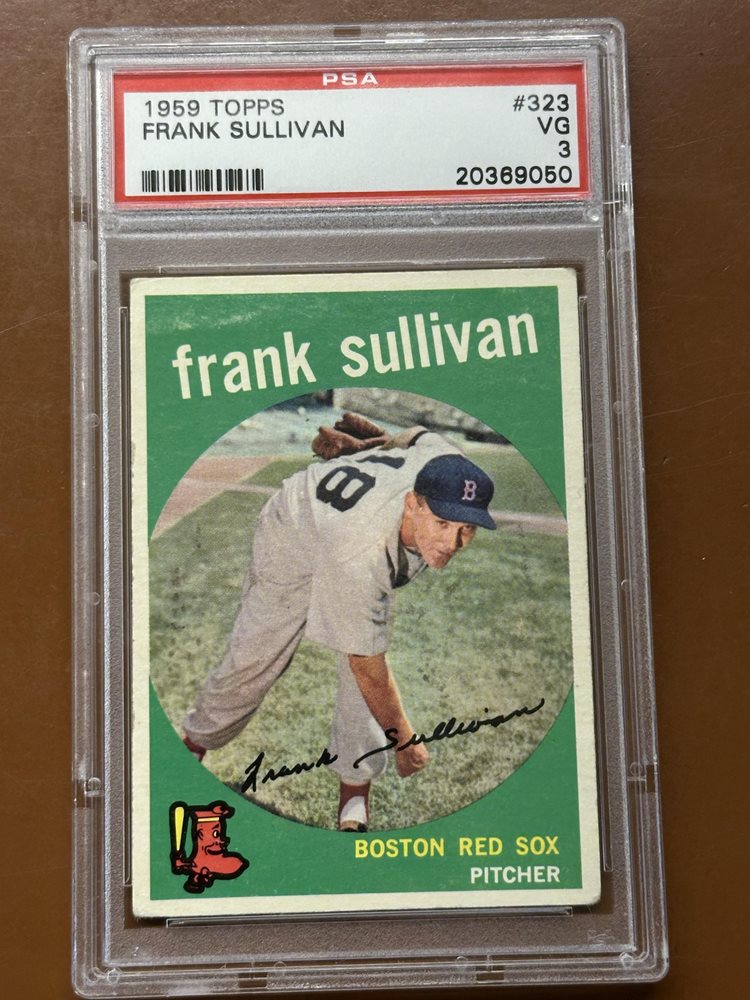 PSA
1959 TOPPS #323
FRANK SULLIVAN VG
3
20369050
frank sullivan
18
B
Frank Sullivan
BOSTON RED SOX
PITCHER